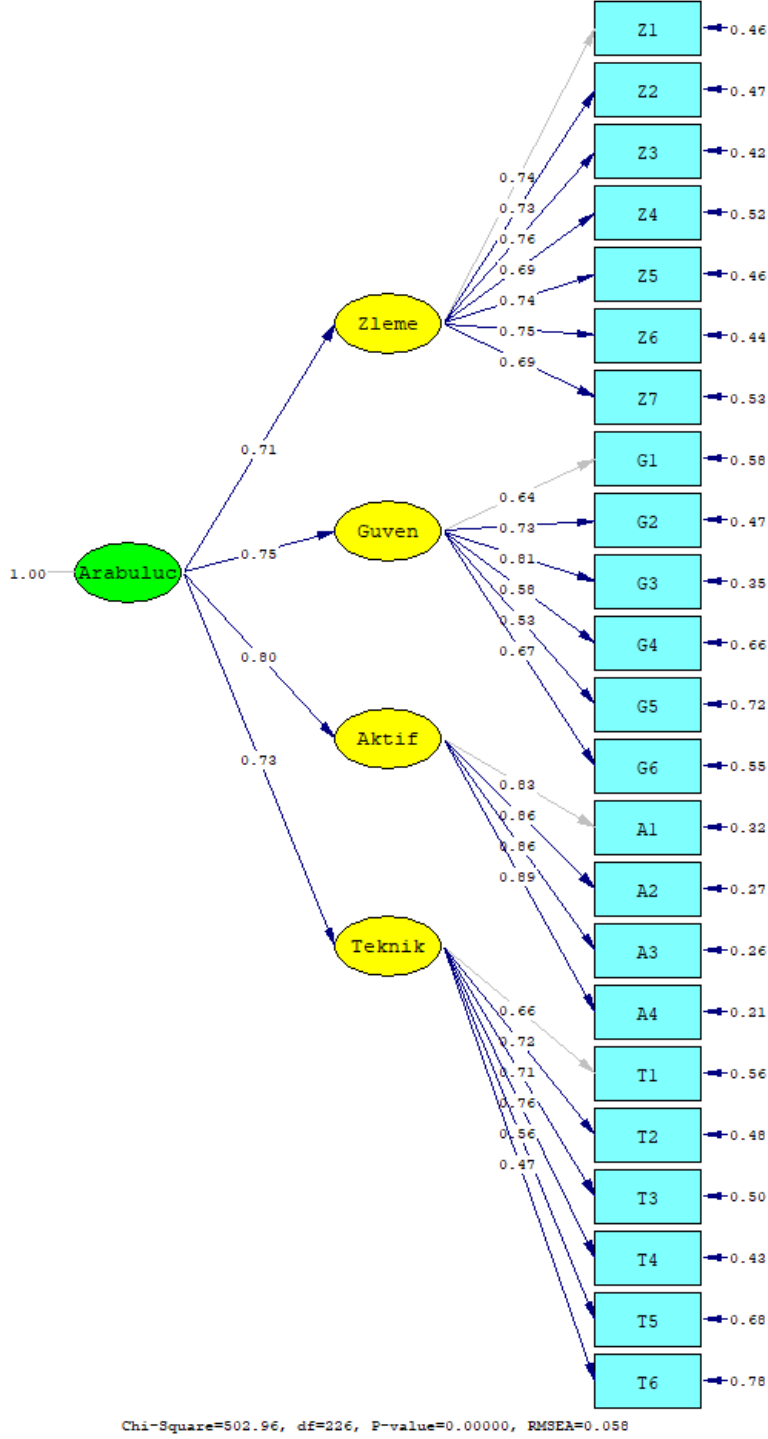 Z1
0.46
Z2
0.47
Z3
0.42
0.74
0.73
Z4
0.52
0.76
0.69
Z5
0.46
0.74
Zleme
0.75
Z6
0.44
0.69
Z7
0.53
0.71
G1
0.58
0.64
Guven
0.73
G2
0.47
0.75
0.81
1.00
Arabuluc
G3
0.35
0.58
0.53
G4
0.66
0.80
0.67
G5
0.72
Aktif
0.73
G6
0.55
0.83
0.86
A1
0.32
0.86
0.89
A2
0.27
Teknik
A3
0.26
0.66
A4
0.21
0.72
0.71
T1
0.56
0.76
0.56
T2
0.48
0.47
T3
0.50
T4
0.43
T5
0.68
T6
0.78
Chi-Square=502.96, df=226, P-value=0.00000, RMSEA=0.058